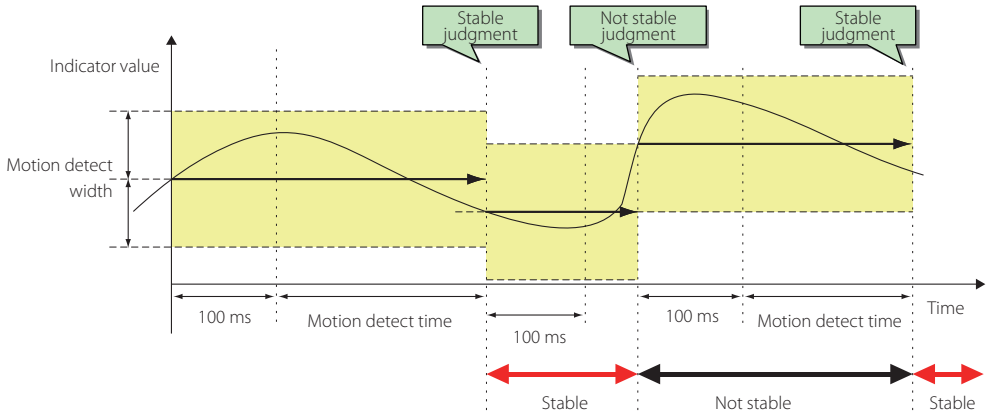 Stable
judgment
Not stable
judgment
Stable
judgment
Indicator value
Motion detect
width
100 ms
Motion detect time
100 ms
100 ms
Motion detect time
Time
Stable
Not stable
Stable